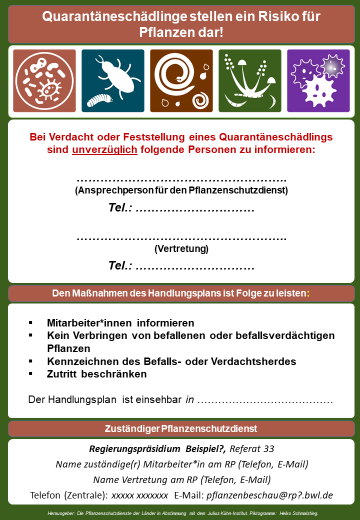 Quarantäneschädlinge stellen ein Risiko für
Pflanzen dar!
Bei Verdacht oder Feststellung eines Quarantäneschädlings
sind unverzüglich folgende Personen zu informieren:
…………………………………………..
(Ansprechperson für den Pflanzenschutzdienst)
Tel.: …………………………
…………………………………………..
(Vertretung)
Tel.: …………………………
Den Maßnahmen des Handlungsplans ist Folge zu leisten:
▪ Mitarbeiter*innen informieren
▪ Kein Verbringen von befallenen oder befallsverdächtigen
Pflanzen
▪ Kennzeichnen des Befalls- oder Verdachtsherdes
▪ Zutritt beschränken
Der Handlungsplan ist einsehbar in …………………………………
Zuständiger Pflanzenschutzdienst
Regierungspräsidium Beispiel?, Referat 33
Name zuständige(r) Mitarbeiter*in am RP (Telefon, E-Mail)
Name Vertretung am RP (Telefon, E-Mail)
Telefon (Zentrale): xxxxx xxxxxxx E-Mail: pflanzenbeschau@rp?.bwl.de
Herausgeber: Die Pflanzenschutzdienste der Länder in Abstimmung mit dem Julius Kühn-Institut. Piktogramme: Heiko Schmalstieg.